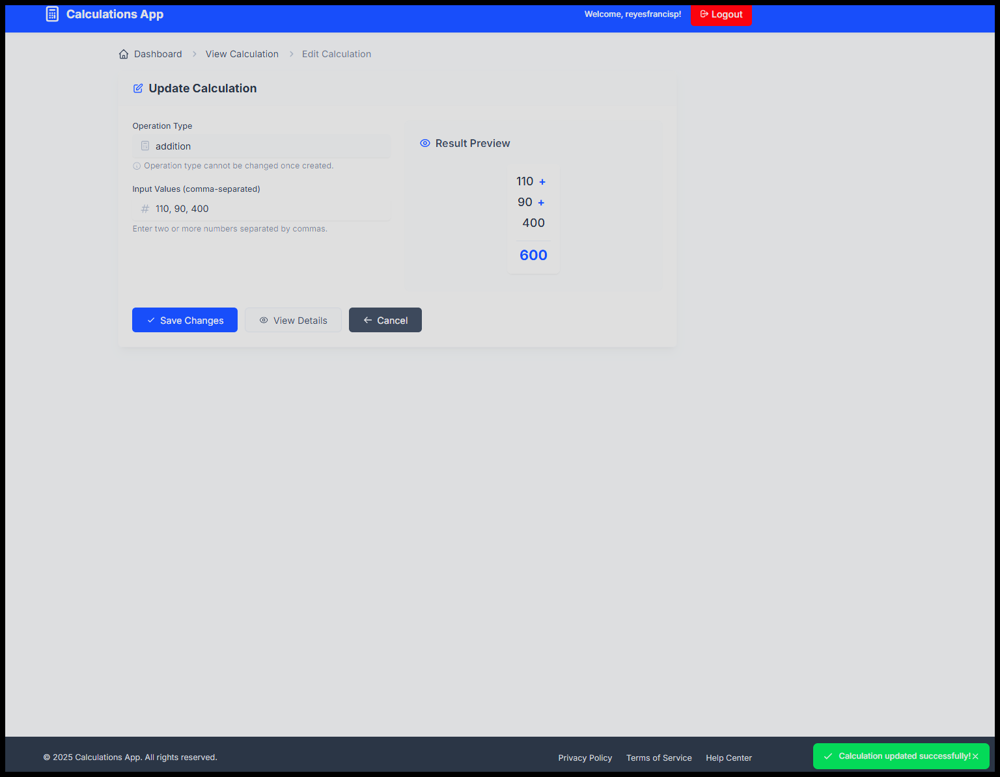 Calculations App
Welcome, reyesfrancisp!
Logout
Dashboard
View Calculation
Edit Calculation
Update Calculation
Operation Type
addition
Operation type cannot be changed once created.
Input Values (comma-separated)
# 110, 90, 400
Enter two or more numbers separated by commas.
Result Preview
110 +
90 +
400
600
Save Changes
View Details
Cancel
© 2025 Calculations App. All rights reserved.
Privacy Policy
Terms of Service
Help Center
Calculation updated successfully!